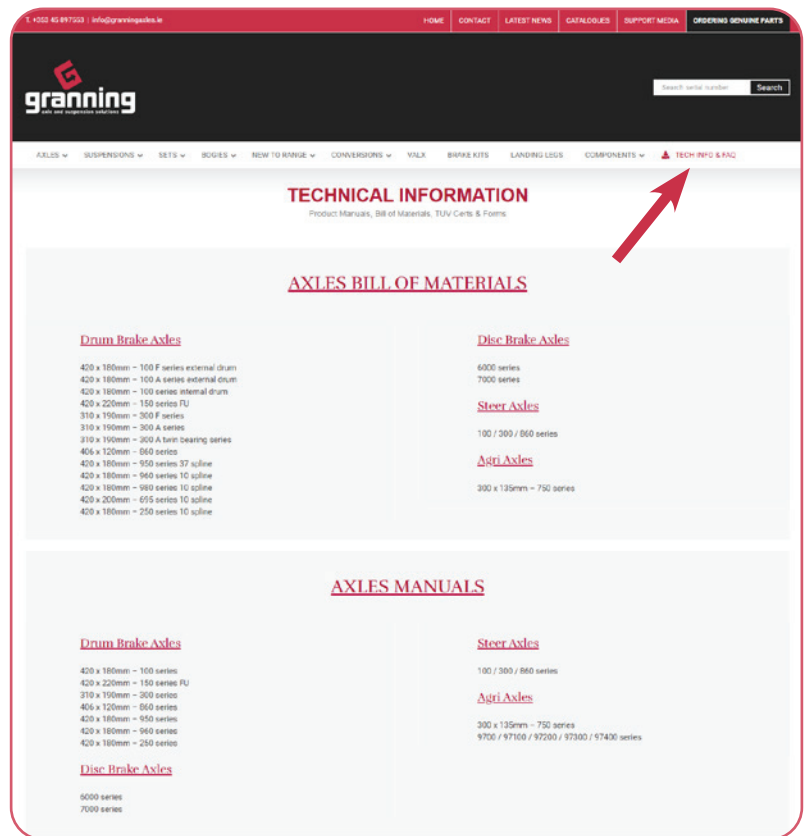 T. +353 45 897553 | info@granningaxles.ie
HOME CONTACT LATEST NEWS CATALOGUES SUPPORT MEDIA ORDERING GENUINE PARTS
granning
axle and suspension solutions
Search serial number Search
AXLES SUSPENSIONS SETS BOGIES NEW TO RANGE CONVERSIONS VALX BRAKE KITS LANDING LEGS COMPONENTS TECH INFO & FAQ
TECHNICAL INFORMATION
Product Manuals, Bill of Materials, TUV Certs & Forms
AXLES BILL OF MATERIALS
Drum Brake Axles
420 x 180mm – 100 F series external drum
420 x 180mm – 100 A series external drum
420 x 180mm – 100 series internal drum
420 x 220mm – 150 series FU
310 x 190mm – 300 F series
310 x 190mm – 300 A series
310 x 190mm – 300 A twin bearing series
406 x 120mm – 860 series
420 x 180mm – 950 series 37 spline
420 x 180mm – 960 series 10 spline
420 x 180mm – 980 series 10 spline
420 x 200mm – 695 series 10 spline
420 x 180mm – 250 series 10 spline
Disc Brake Axles
6000 series
7000 series
Steer Axles
100 / 300 / 860 series
Agri Axles
300 x 135mm – 750 series
AXLES MANUALS
Drum Brake Axles
420 x 180mm – 100 series
420 x 220mm – 150 series FU
310 x 190mm – 300 series
406 x 120mm – 860 series
420 x 180mm – 950 series
420 x 180mm – 960 series
420 x 180mm – 250 series
Disc Brake Axles
6000 series
7000 series
Steer Axles
100 / 300 / 860 series
Agri Axles
300 x 135mm – 750 series
9700 / 97100 / 97200 / 97300 / 97400 series